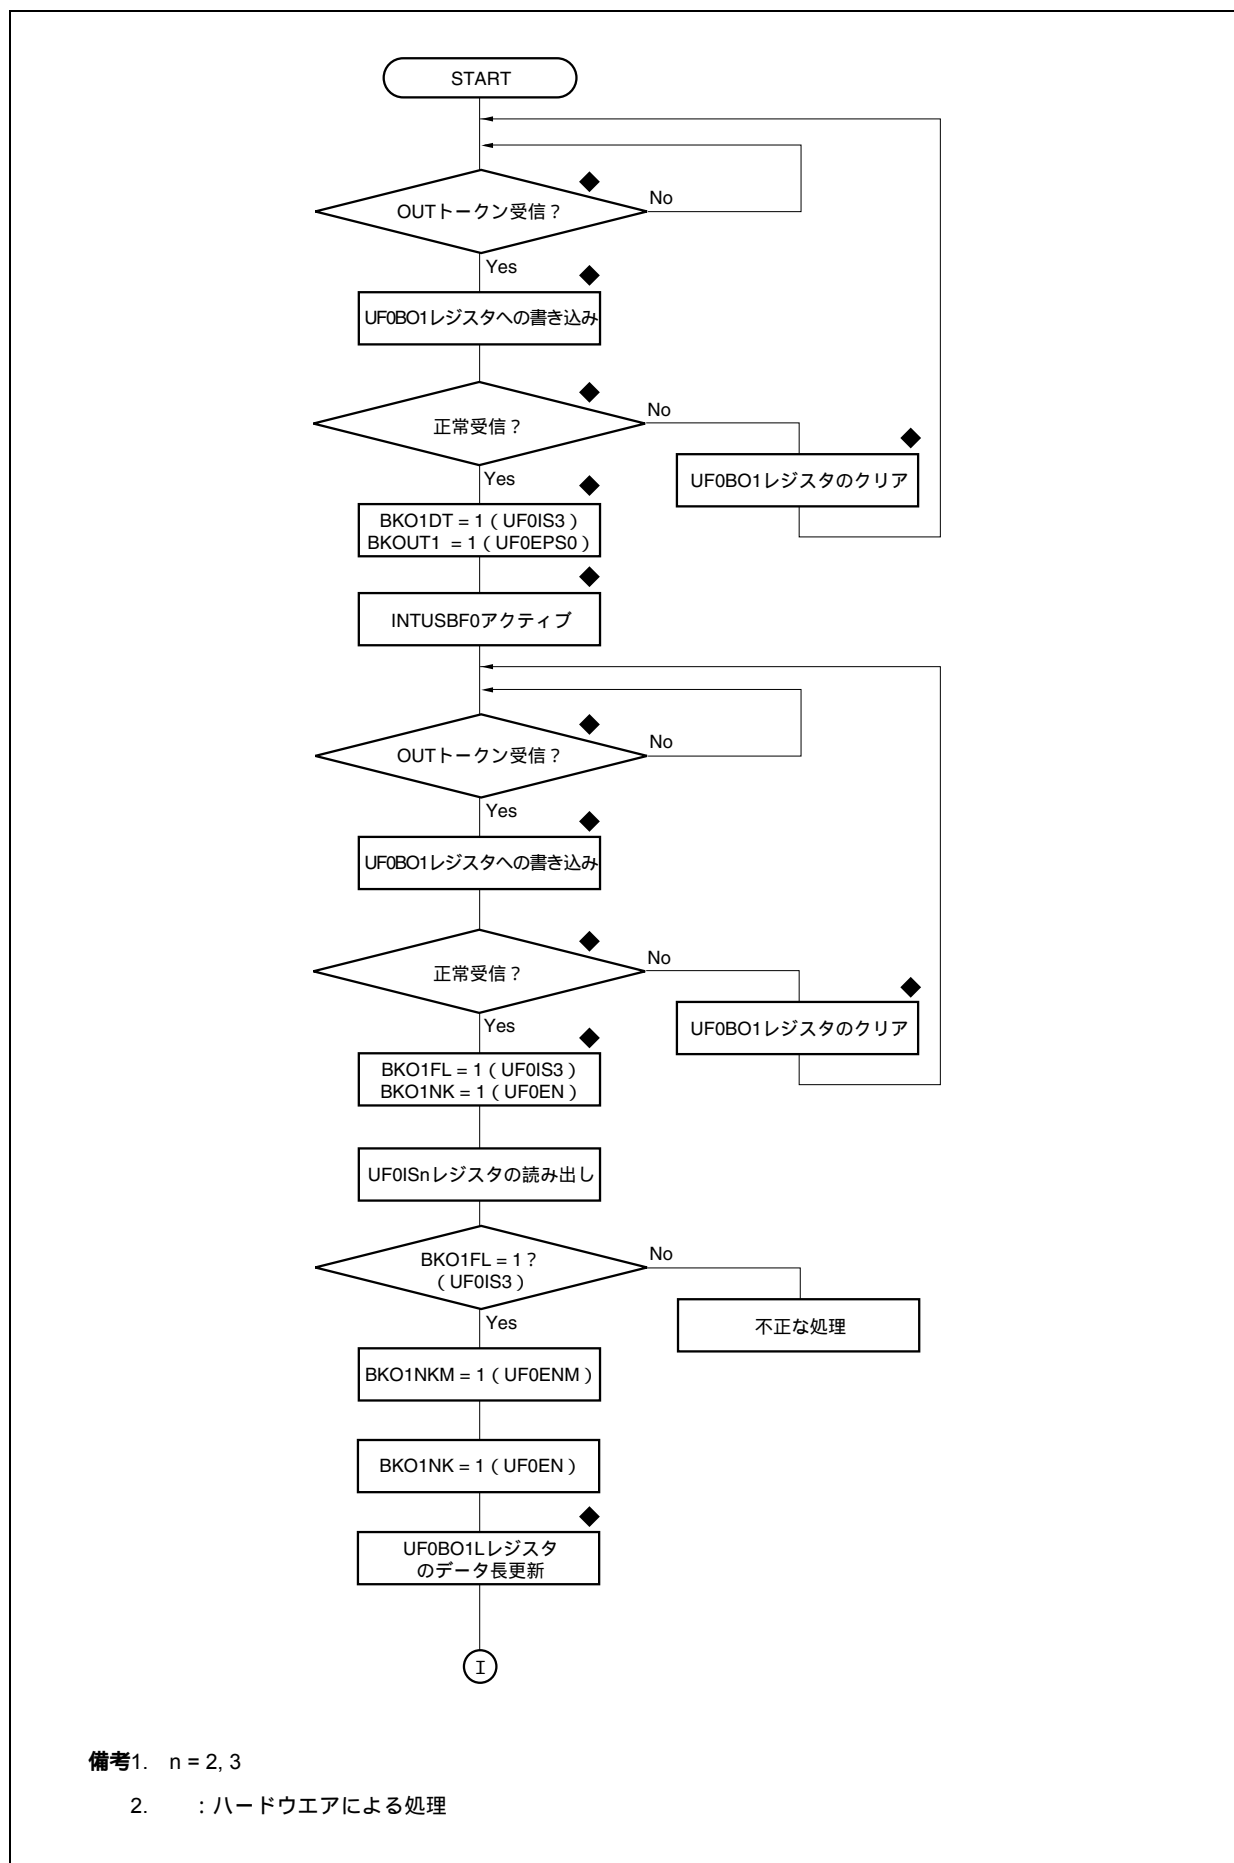 START
OUTトークン受信？
No
Yes
UF0BO1レジスタへの書き込み
正常受信？
No
Yes
UF0BO1レジスタのクリア
BKO1DT = 1（UF0IS3）
BKOUT1 = 1（UF0EPS0）
INTUSBF0アクティブ
OUTトークン受信？
No
Yes
UF0BO1レジスタへの書き込み
正常受信？
No
Yes
UF0BO1レジスタのクリア
BKO1FL = 1（UF0IS3）
BKO1NK = 1（UF0EN）
UF0ISnレジスタの読み出し
BKO1FL = 1？
（UF0IS3）
No
Yes
不正な処理
BKO1NKM = 1（UF0ENM）
BKO1NK = 1（UF0EN）
UF0BO1Lレジスタ
のデータ長更新
I
備考1. n = 2, 3
2. ：ハードウエアによる処理